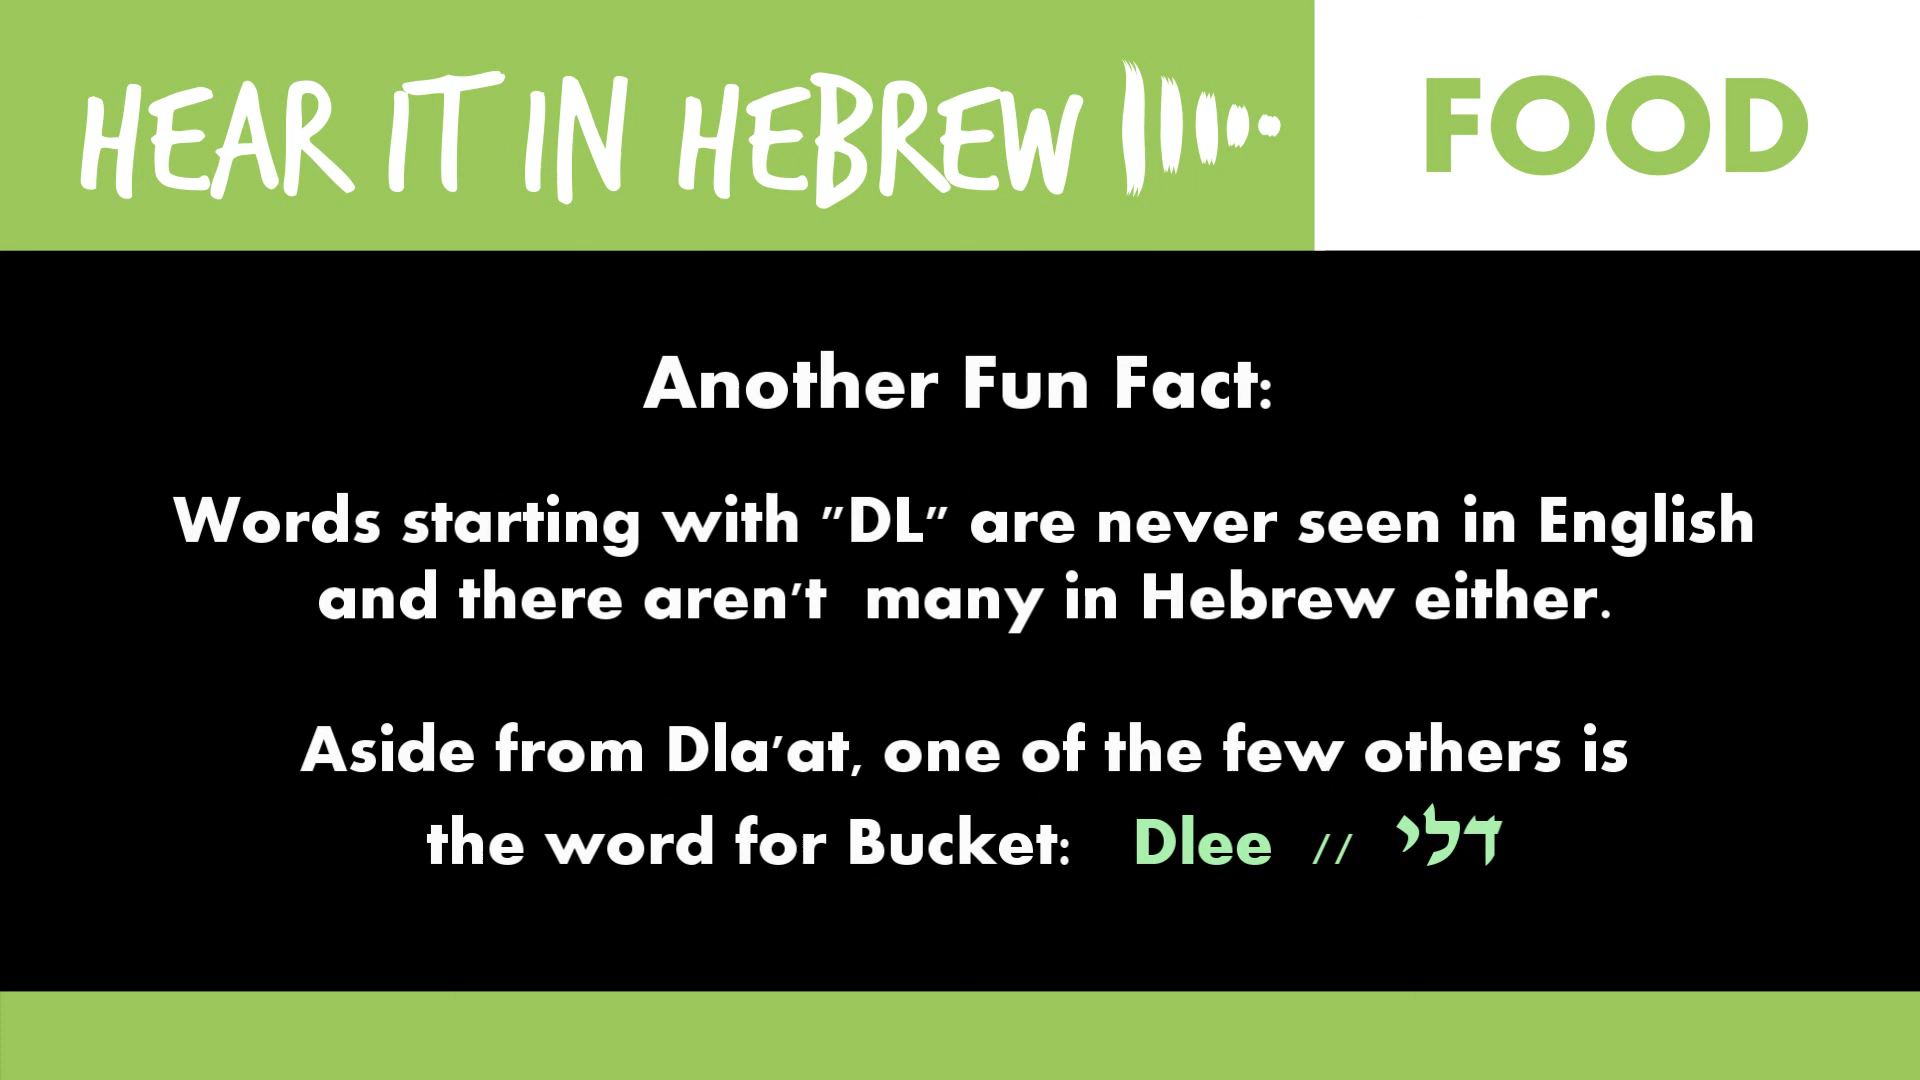 HEAR IT IN HEBREW
FOOD
Another Fun Fact:
Words starting with "DL" are never seen in English
and there aren't  many in Hebrew either.
Aside from Dla'at, one of the few others is
the word for Bucket: Dlee // דלי